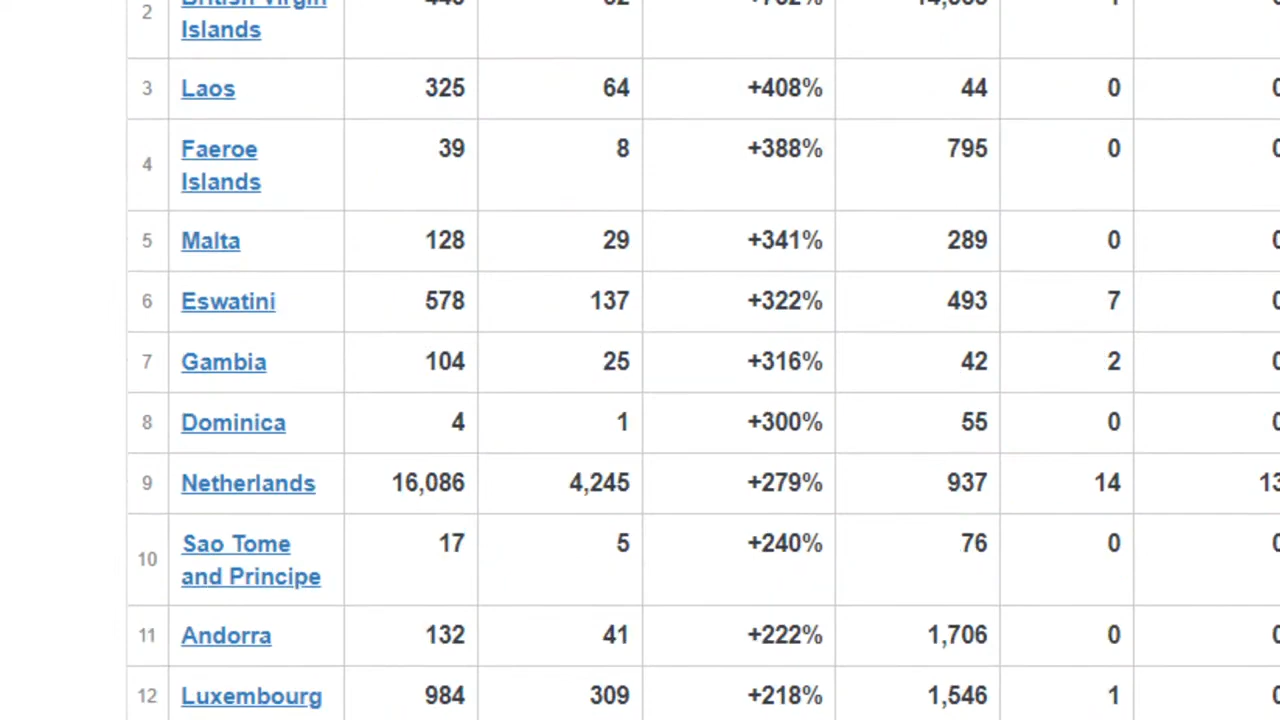 2
Islands
3 Laos 325 64 +408% 44 0
4 Faeroe 39 8 +388% 795 0
Islands
5 Malta 128 29 +341% 289 0
6 Eswatini 578 137 +322% 493 7
7 Gambia 104 25 +316% 42 2
8 Dominica 4 1 +300% 55 0
9 Netherlands 16,086 4,245 +279% 937 14 13
10 Sao Tome 17 5 +240% 76 0
and Principe
11 Andorra 132 41 +222% 1,706 0
12 Luxembourg 984 309 +218% 1,546 1